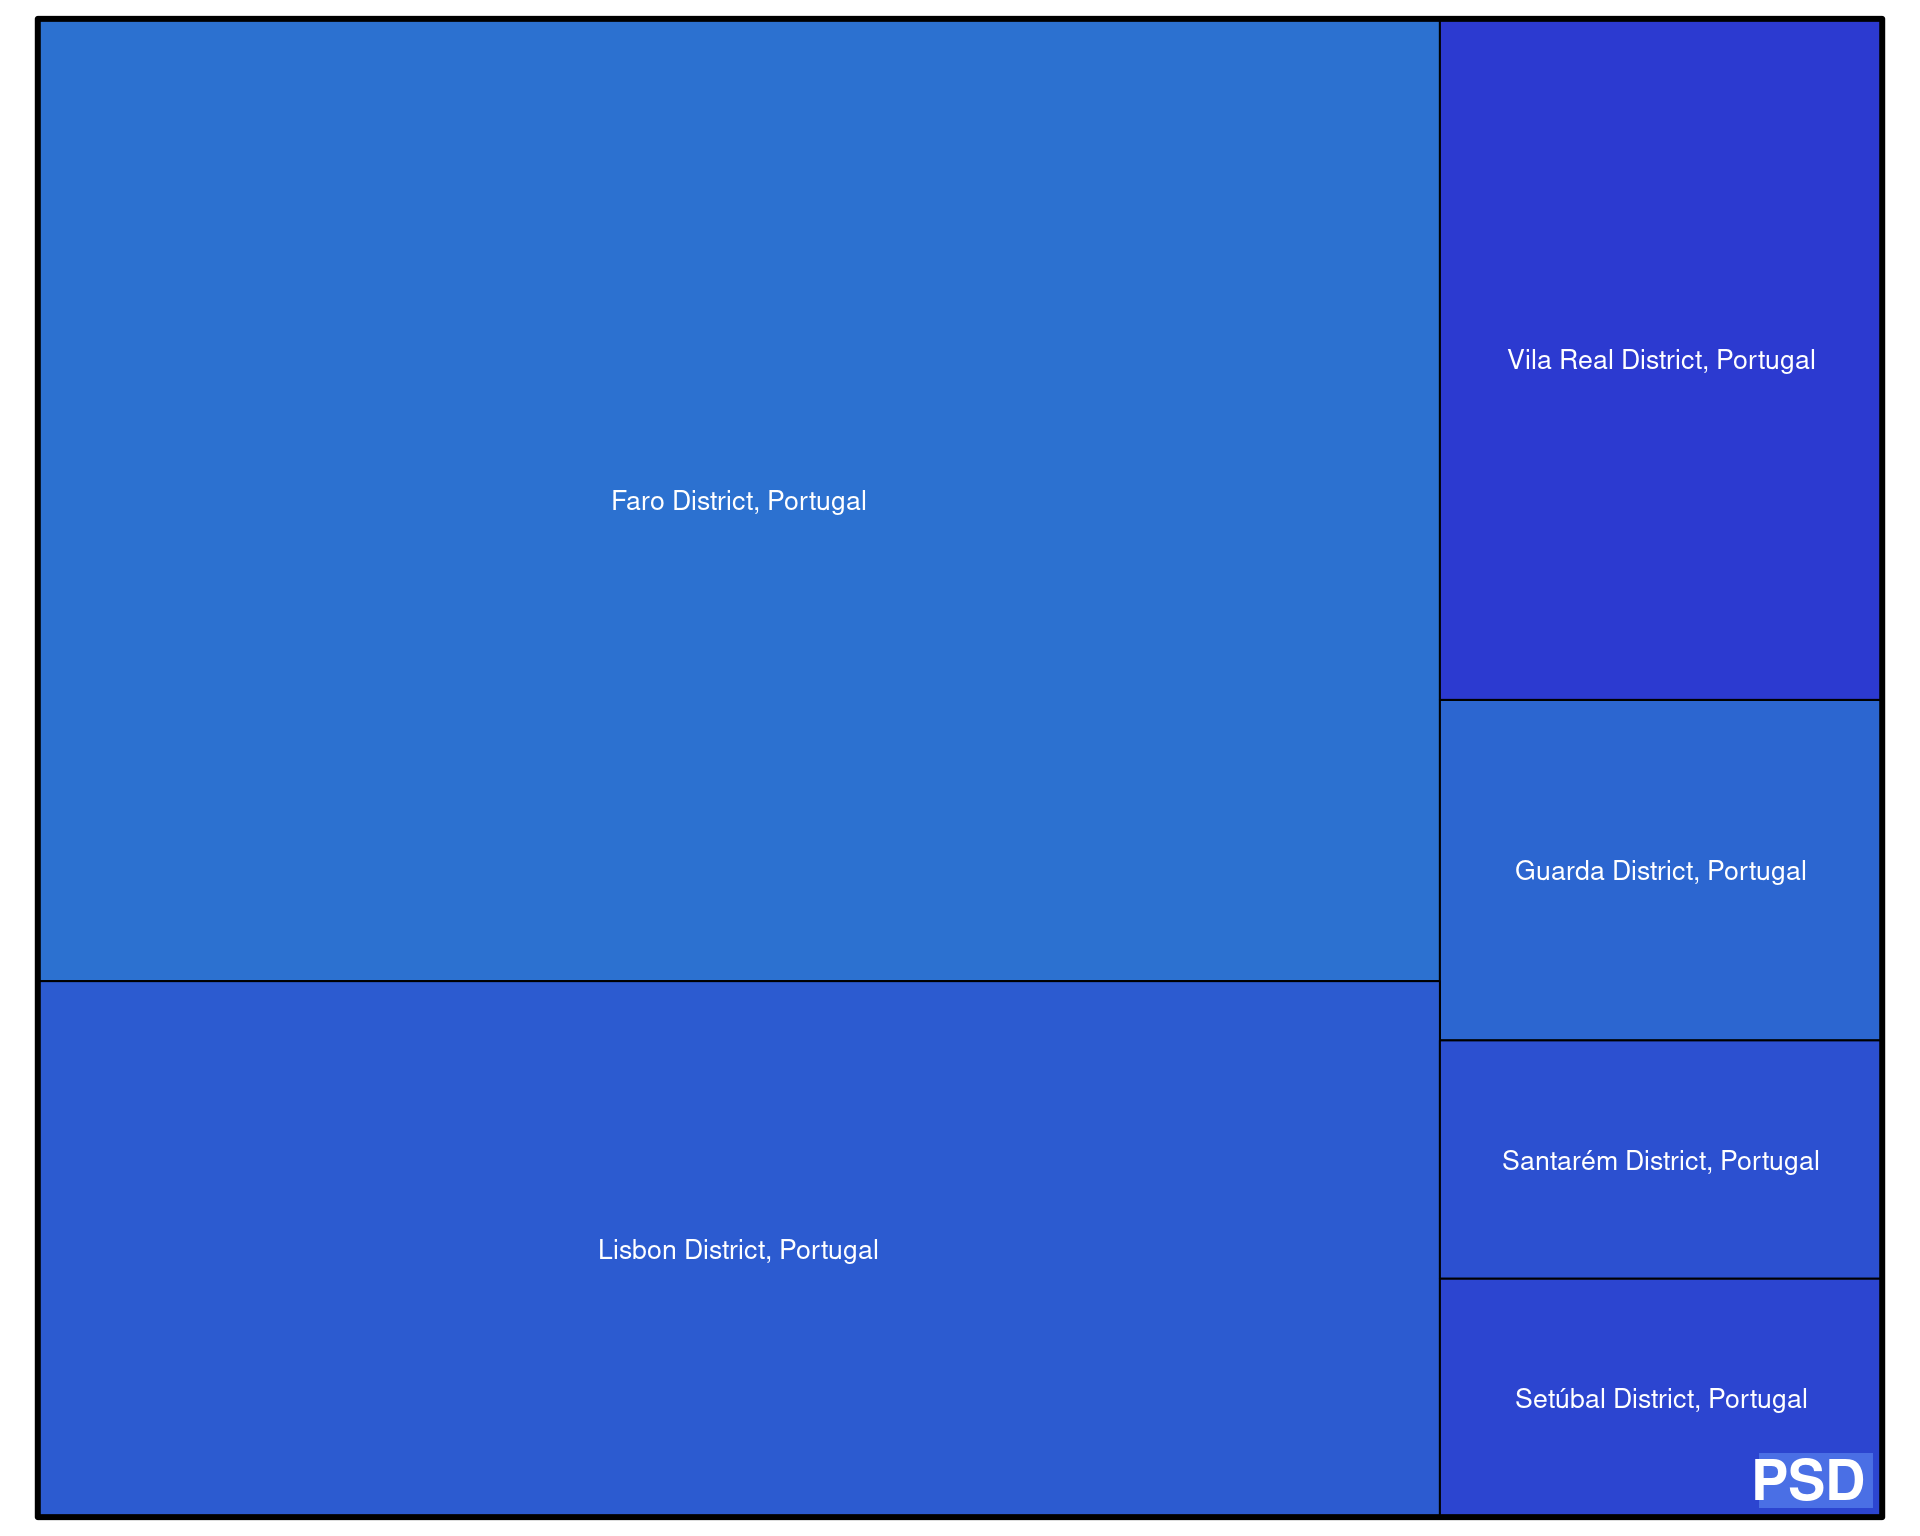 Faro District, Portugal
Lisbon District, Portugal
Vila Real District, Portugal
Guarda District, Portugal
Santarém District, Portugal
Setúbal District, Portugal
PSD